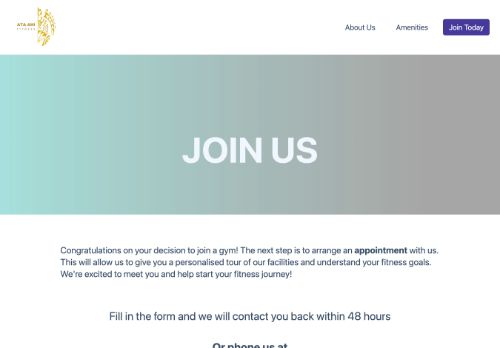 ATA AWI
FITNESS
About Us
Amenities
Join Today
JOIN US
Congratulations on your decision to join a gym! The next step is to arrange an appointment with us.
This will allow us to give you a personalised tour of our facilities and understand your fitness goals.
We're excited to meet you and help start your fitness journey!
Fill in the form and we will contact you back within 48 hours
Or phone us at